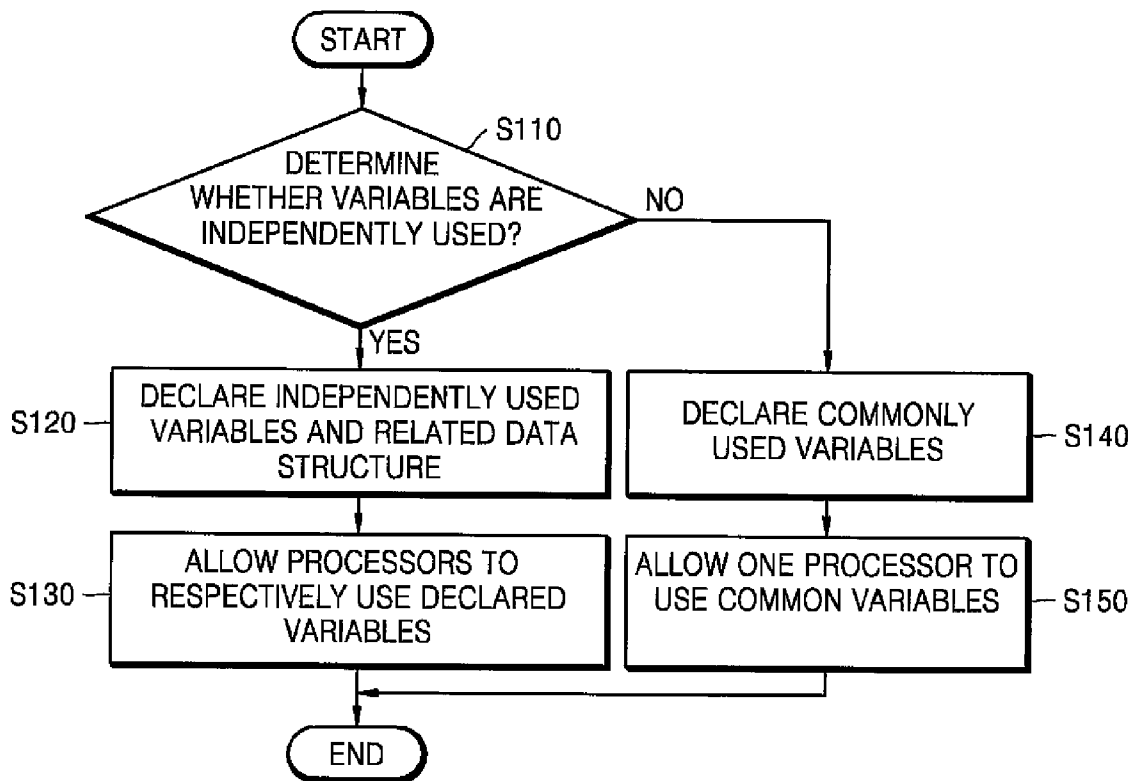 START
S110
DETERMINE
WHETHER VARIABLES ARE
INDEPENDENTLY USED?
NO
YES
S120
DECLARE INDEPENDENTLY USED
VARIABLES AND RELATED DATA
STRUCTURE
DECLARE COMMONLY
USED VARIABLES
S140
S130
ALLOW PROCESSORS TO
RESPECTIVELY USE DECLARED
VARIABLES
ALLOW ONE PROCESSOR TO
USE COMMON VARIABLES
S150
END